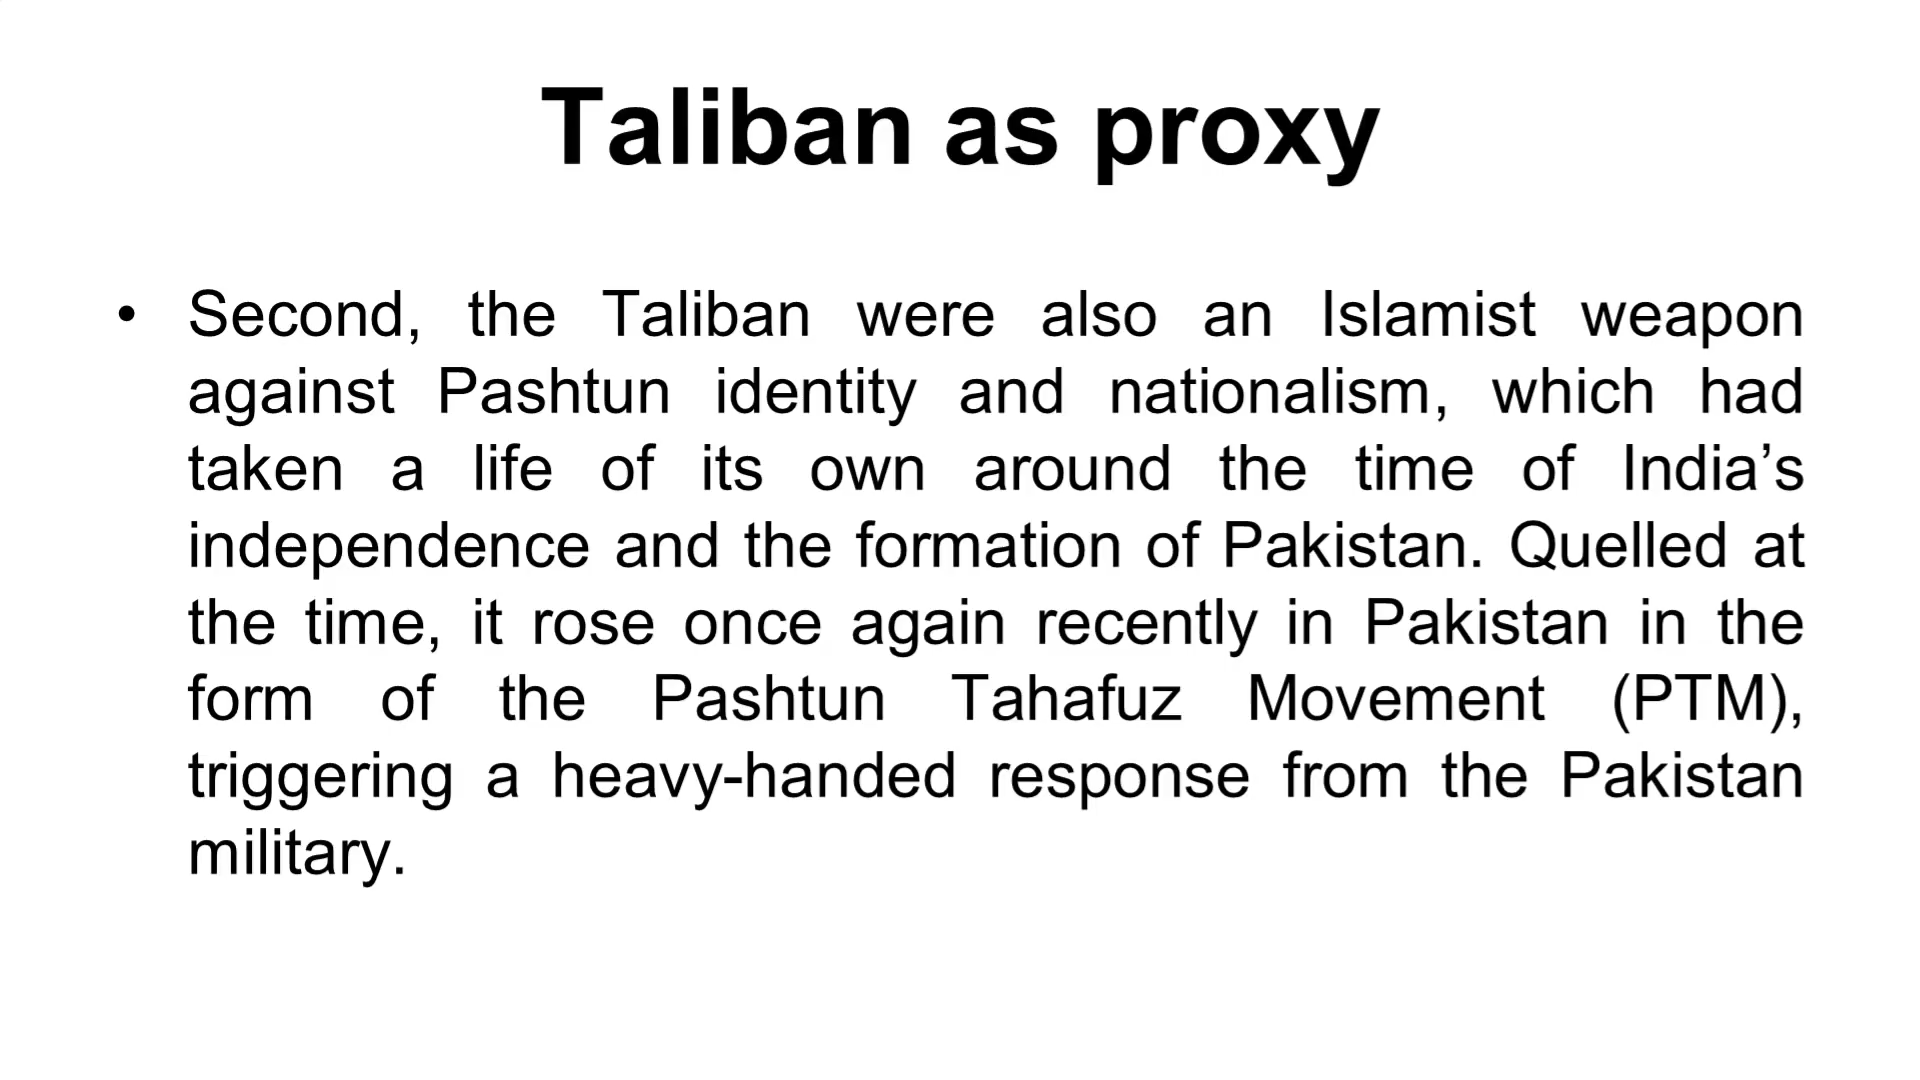 Taliban as proxy
• Second, the Taliban were also an Islamist weapon
against Pashtun identity and nationalism, which had
taken a life of its own around the time of India’s
independence and the formation of Pakistan. Quelled at
the time, it rose once again recently in Pakistan in the
form of the Pashtun Tahafuz Movement (PTM),
triggering a heavy-handed response from the Pakistan
military.